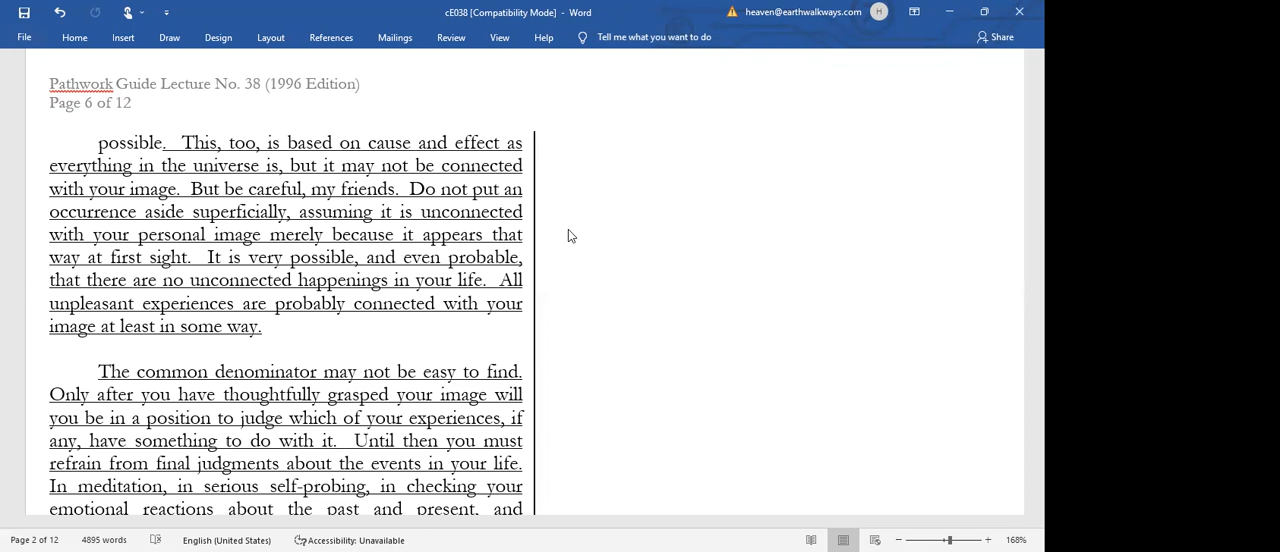 cE038 [Compatibility Mode] - Word
heaven@earthwalkways.com
H
File
Home
Insert
Draw
Design
Layout
References
Mailings
Review
View
Help
Tell me what you want to do
Share
Pathwork Guide Lecture No. 38 (1996 Edition)
Page 6 of 12
possible. This, too, is based on cause and effect as
everything in the universe is, but it may not be connected
with your image. But be careful, my friends. Do not put an
occurrence aside superficially, assuming it is unconnected
with your personal image merely because it appears that
way at first sight. It is very possible, and even probable,
that there are no unconnected happenings in your life. All
unpleasant experiences are probably connected with your
image at least in some way.
The common denominator may not be easy to find.
Only after you have thoughtfully grasped your image will
you be in a position to judge which of your experiences, if
any, have something to do with it. Until then you must
refrain from final judgments about the events in your life.
In meditation, in serious self-probing, in checking your
emotional reactions about the past and present, and
Page 2 of 12
4895 words
English (United States)
Accessibility: Unavailable
168%